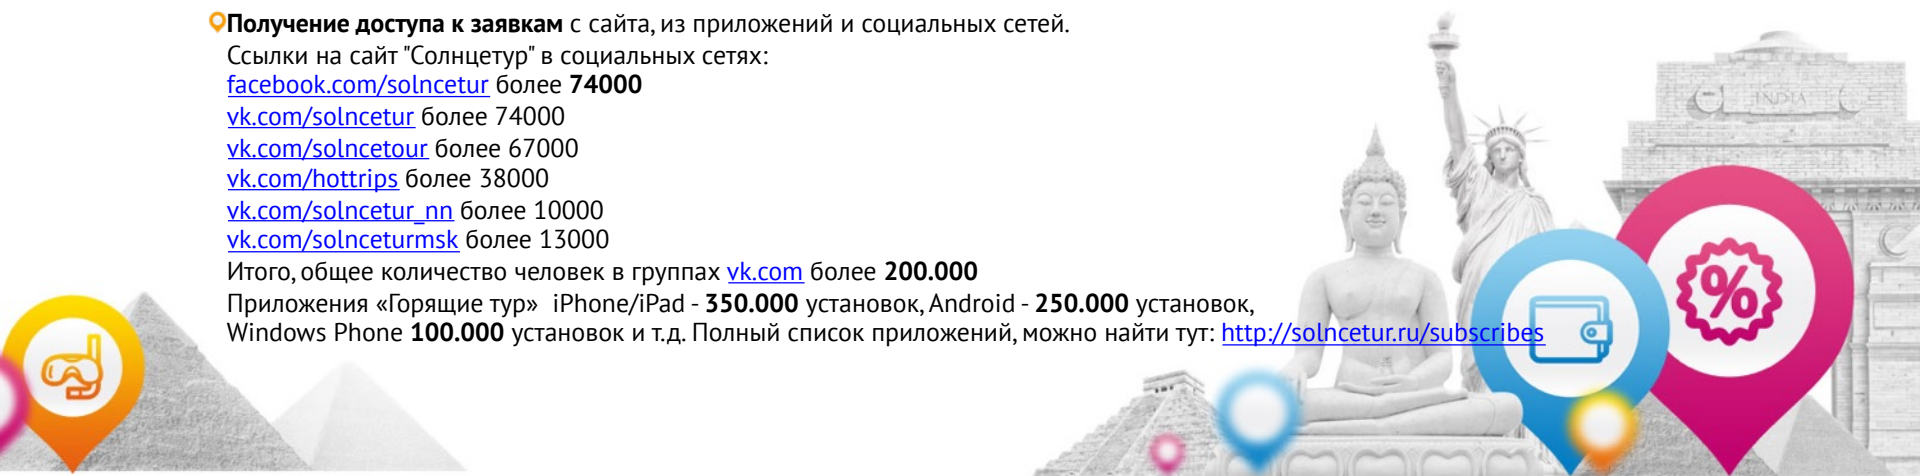 Получение доступа к заявкам с сайта, из приложений и социальных сетей.
Ссылки на сайт "Солнцетур" в социальных сетях:
facebook.com/solncetur более 74000
vk.com/solncetur более 74000
vk.com/solncetour более 67000
vk.com/hottrips более 38000
vk.com/solncetur_nn более 10000
vk.com/solnceturmsk более 13000
Итого, общее количество человек в группах vk.com более 200.000
Приложения «Горящие тур» iPhone/iPad - 350.000 установок, Android - 250.000 установок,
Windows Phone 100.000 установок и т.д. Полный список приложений, можно найти тут: http://solncetur.ru/subscribes
INDIA
%